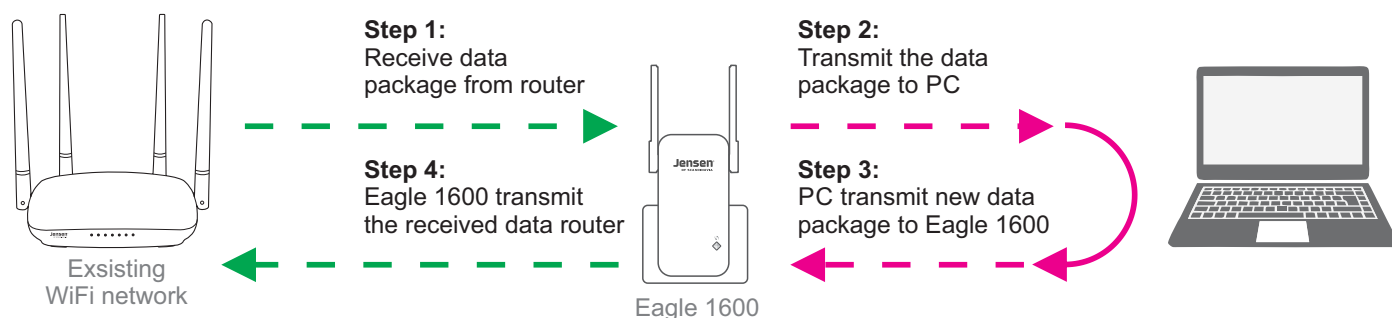 Step 1:
Receive data
package from router
Step 2:
Transmit the data
package to PC
Jensen
Step 4:
Eagle 1600 transmit
the received data router
Step 3:
PC transmit new data
package to Eagle 1600
Jensen
Exsisting
WiFi network
Eagle 1600